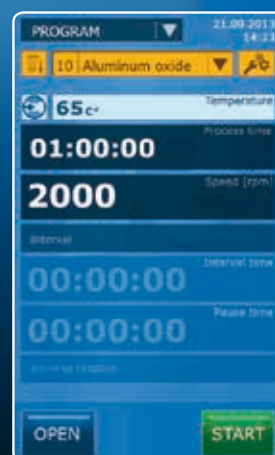 PROGRAM 21.09.2013
14:23
10 Aluminum oxide
65c° Temperature
Process time
01:00:00
Speed [rpm]
2000
Interval
Interval time
00:00:00
Pause time
00:00:00
OPEN START